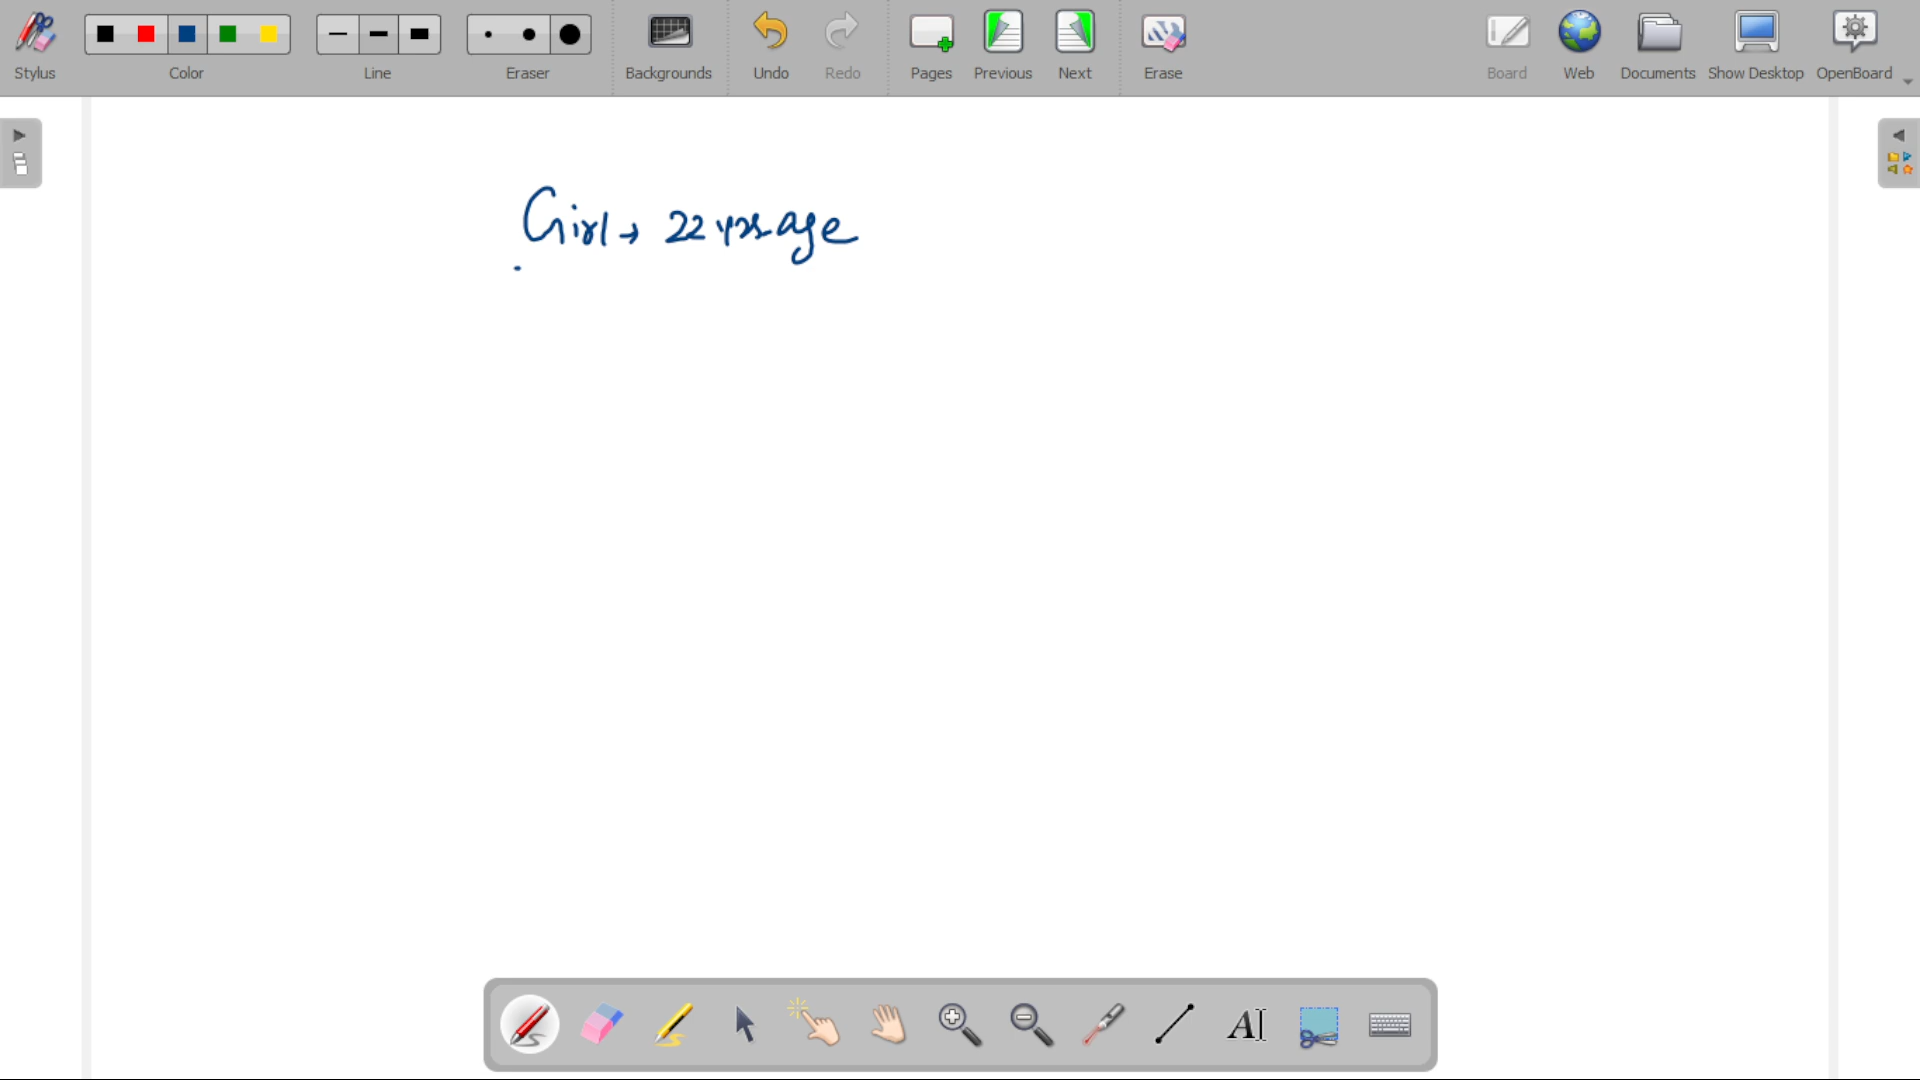 Stylus
Color
Line
Eraser
Backgrounds
Undo
Redo
Pages
Previous
Next
Erase
Board
Web
Documents
Show Desktop
OpenBoard
Girl → 22 yrs age
AI